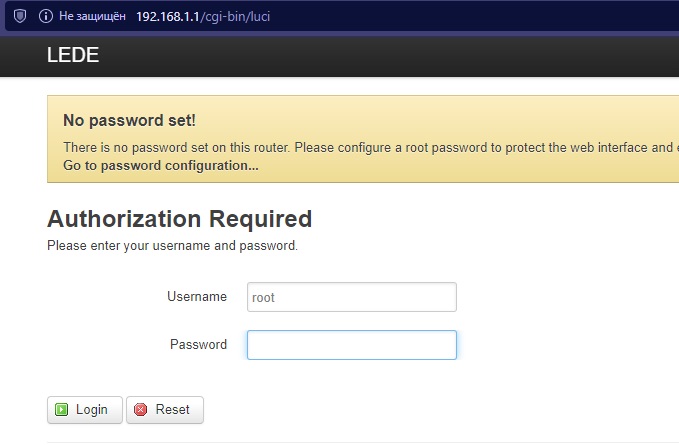 Не защищён 192.168.1.1/cgi-bin/luci
LEDE
No password set!
There is no password set on this router. Please configure a root password to protect the web interface and
Go to password configuration...
Authorization Required
Please enter your username and password.
Username root
Password
Login Reset